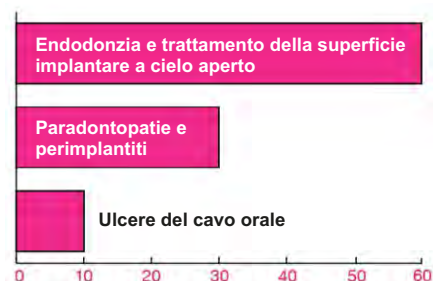 Endodonzia e trattamento della superficie
implantare a cielo aperto
Paradontopatie e
perimplantiti
Ulcere del cavo orale
0 10 20 30 40 50 60